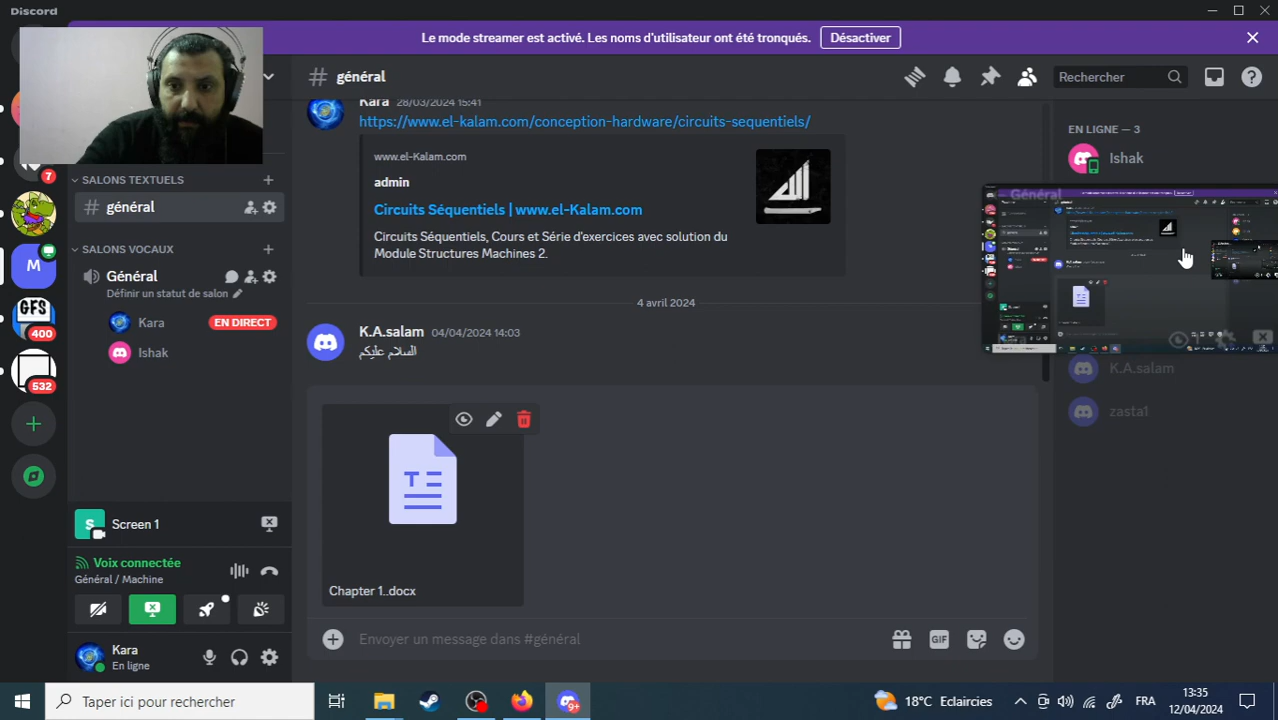 Discord
Le mode streamer est activé. Les noms d'utilisateur ont été tronqués.
Désactiver
général
Rechercher
SALONS TEXTUELS
général
SALONS VOCAUX
Général
Définir un statut de salon
Kara
EN DIRECT
Ishak
7
M
GFS
400
532
Kara 28/03/2024 15:41
https://www.el-kalam.com/conception-hardware/circuits-sequentiels/
www.el-Kalam.com
admin
Circuits Séquentiels | www.el-Kalam.com
Circuits Séquentiels, Cours et Série d'exercices avec solution du
Module Structures Machines 2.
4 avril 2024
K.A.salam 04/04/2024 14:03
السلام عليكم
Chapter 1..docx
Envoyer un message dans #général
GIF
EN LIGNE — 3
Ishak
Général
K.A.salam
zasta1
S
Screen 1
Voix connectée
Général / Machine
Kara
En ligne
Taper ici pour rechercher
9+
18°C Eclaircies
FRA
13:35
12/04/2024